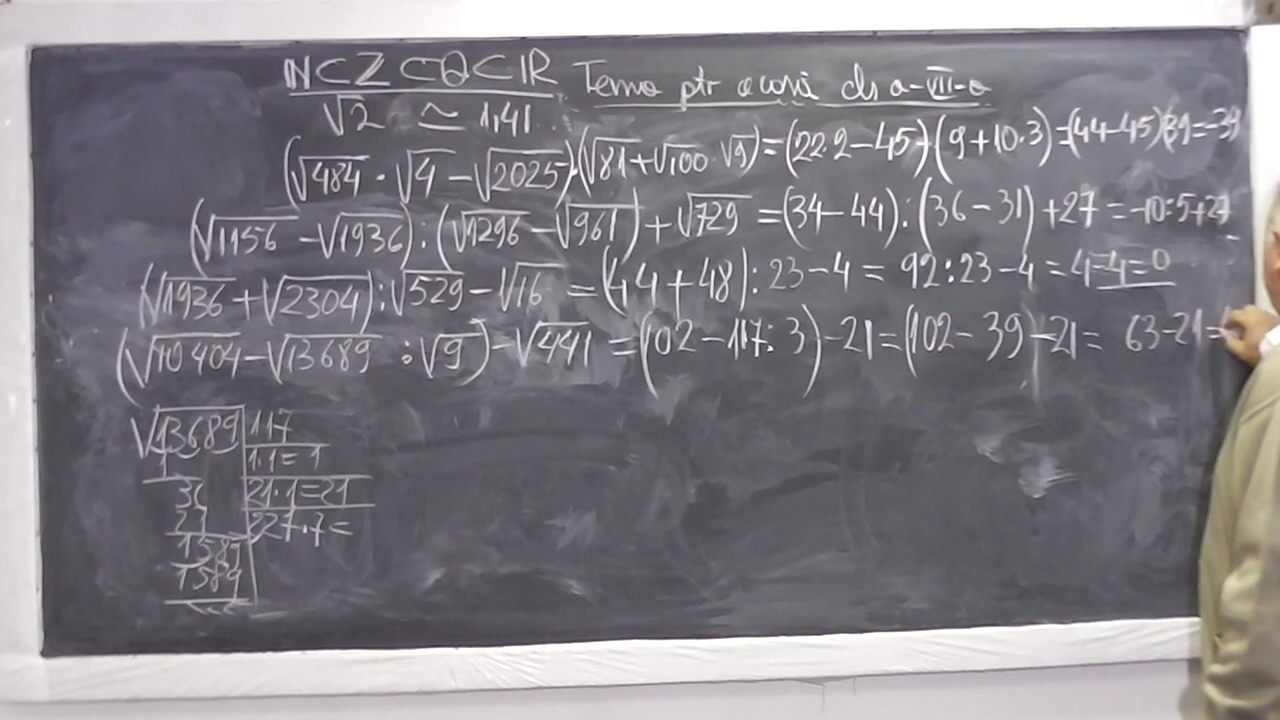 N⊂Z⊂Q⊂IR Tema ptr acasă cls a-VII-a
√2 ≃ 1,41
(√484 · √4 − √2025)·(√81+√100 · √9)=(22·2−45)·(9+10·3)=(44−45)·39=−39
(√1156 − √1936):(√1296 − √961)+√729 =(34−44):(36−31)+27=−10:5+27
(√1936+√2304):√529−√16 =(44+48):23−4= 92:23−4=4−4=0
(√10404−√13689 :√9)−√441 =(102−117:3)−21=(102−39)−21= 63−21=
√13689 117
1 1·1=1
36 21·1=21
21 227·7=
1589
1589